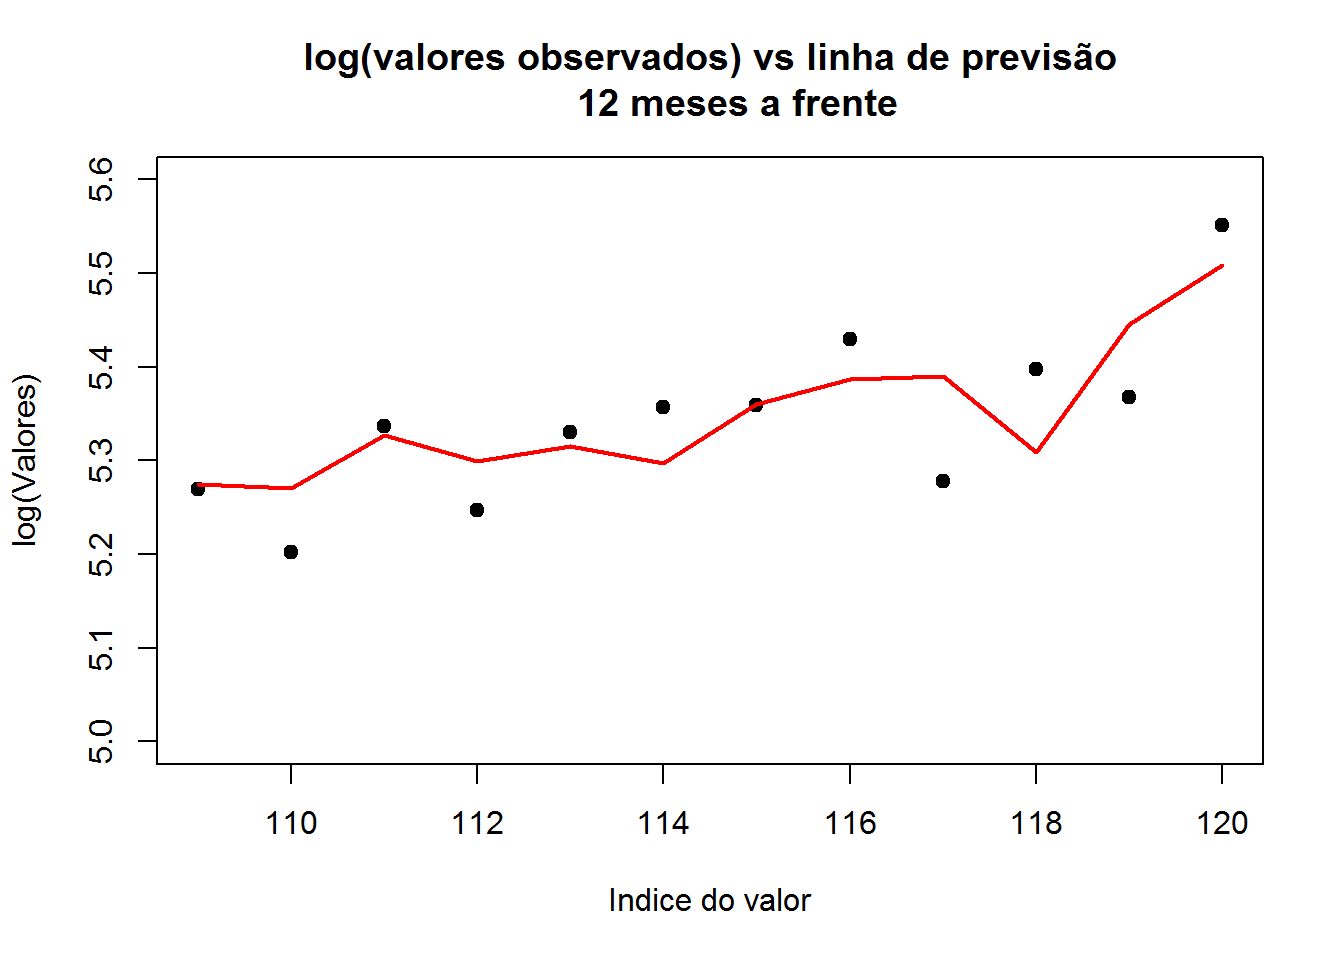 log(valores observados) vs linha de previsão
12 meses a frente
log(Valores)
5.6
5.5
5.4
5.3
5.2
5.1
5.0
110 112 114 116 118 120
Indice do valor